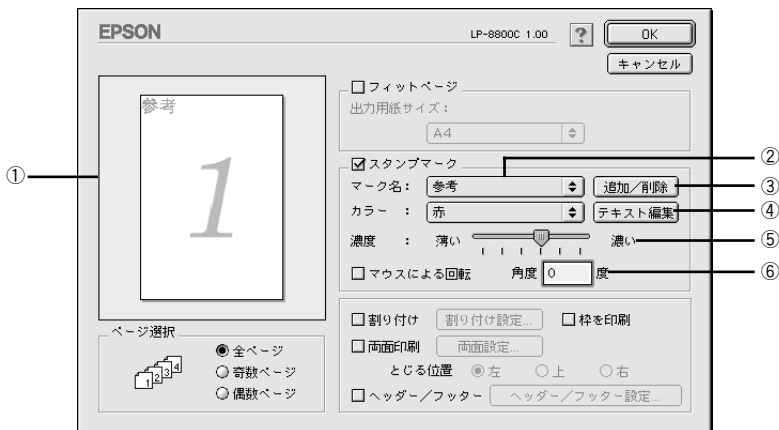 EPSON
LP-8800C 1.00
?
OK
キャンセル
参考
1
フィットページ
出力用紙サイズ：
A4
スタンプマーク
マーク名： 参考 追加／削除
カラー ： 赤 テキスト編集
濃度 ： 薄い 濃い
マウスによる回転 角度 0 度
①
②
③
④
⑤
⑥
ページ選択
1 2 3 4
全ページ
奇数ページ
偶数ページ
割り付け 割り付け設定... 枠を印刷
両面印刷 両面設定...
とじる位置 左 上 右
ヘッダー／フッター ヘッダー／フッター設定...